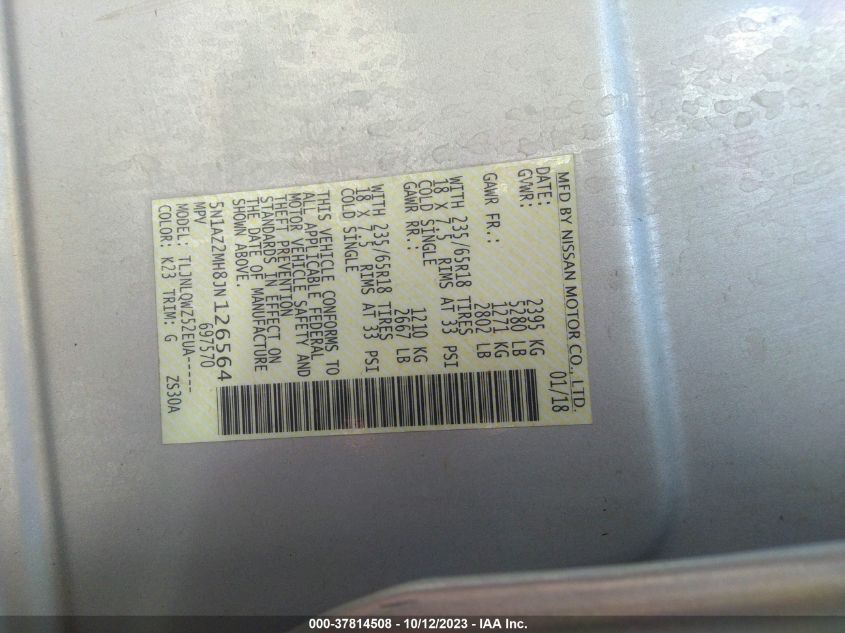 MFD BY NISSAN MOTOR CO., LTD.
DATE: 01/18
GVWR: 2395 KG
5280 LB
GAWR FR.: 1271 KG
2802 LB
WITH 235/65R18 TIRES
18 X 7.5 RIMS AT 33 PSI
COLD SINGLE
GAWR RR.: 1210 KG
2667 LB
WITH 235/65R18 TIRES
18 X 7.5 RIMS AT 33 PSI
COLD SINGLE
THIS VEHICLE CONFORMS TO
ALL APPLICABLE FEDERAL
MOTOR VEHICLE SAFETY AND
THEFT PREVENTION
STANDARDS IN EFFECT ON
THE DATE OF MANUFACTURE
SHOWN ABOVE.
5N1AZ2MH8JN126564
MPV 697570
MODEL: TLJNLQWZ52EUA-----
COLOR: K23 TRIM: G ZS30A
000-37814508 - 10/12/2023 - IAA Inc.